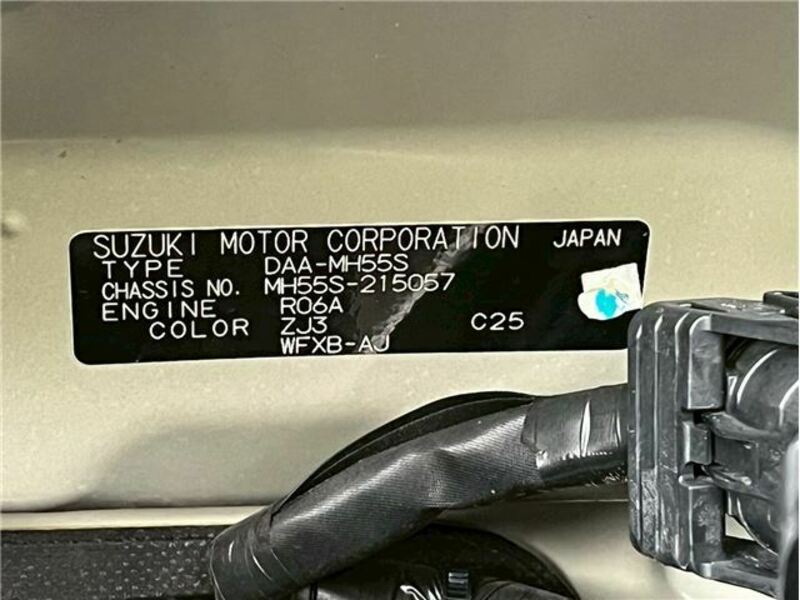 SUZUKI MOTOR CORPORATION JAPAN
TYPE DAA-MH55S
CHASSIS NO. MH55S-215057
ENGINE R06A
COLOR ZJ3 C25
WFXB-AJ